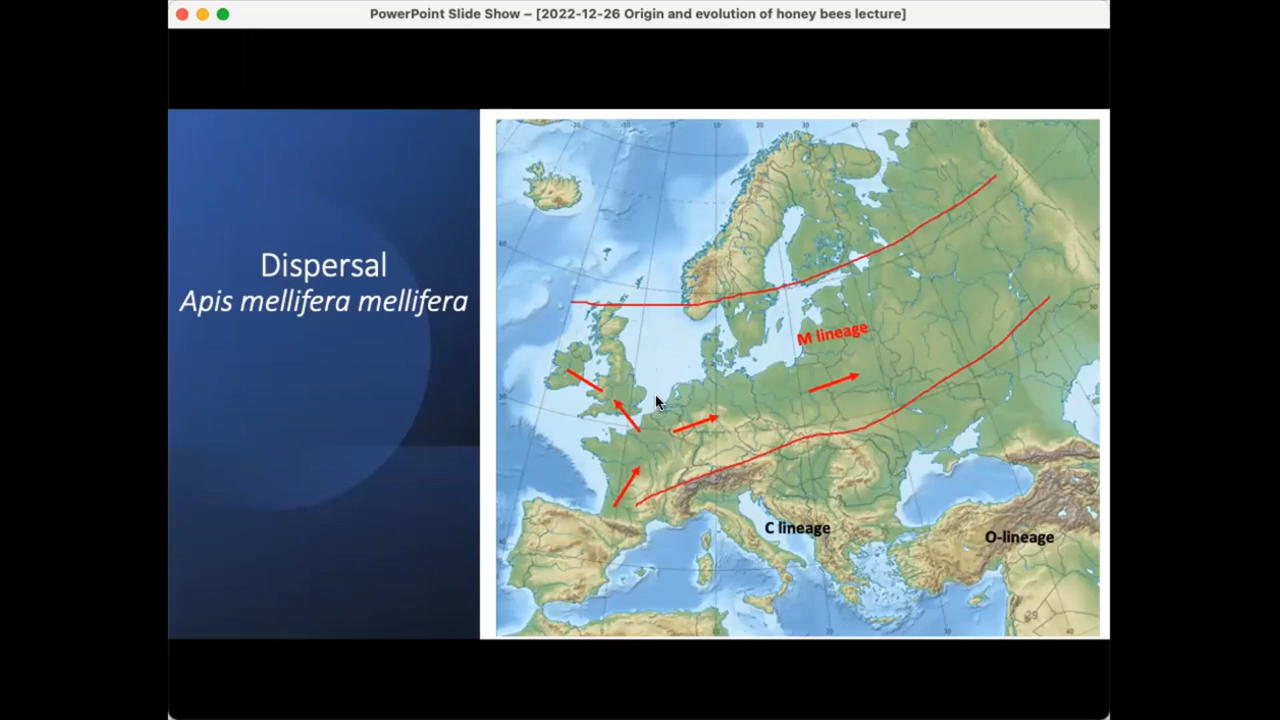 PowerPoint Slide Show – [2022-12-26 Origin and evolution of honey bees lecture]
Dispersal
Apis mellifera mellifera
M lineage
C lineage
O-lineage
29